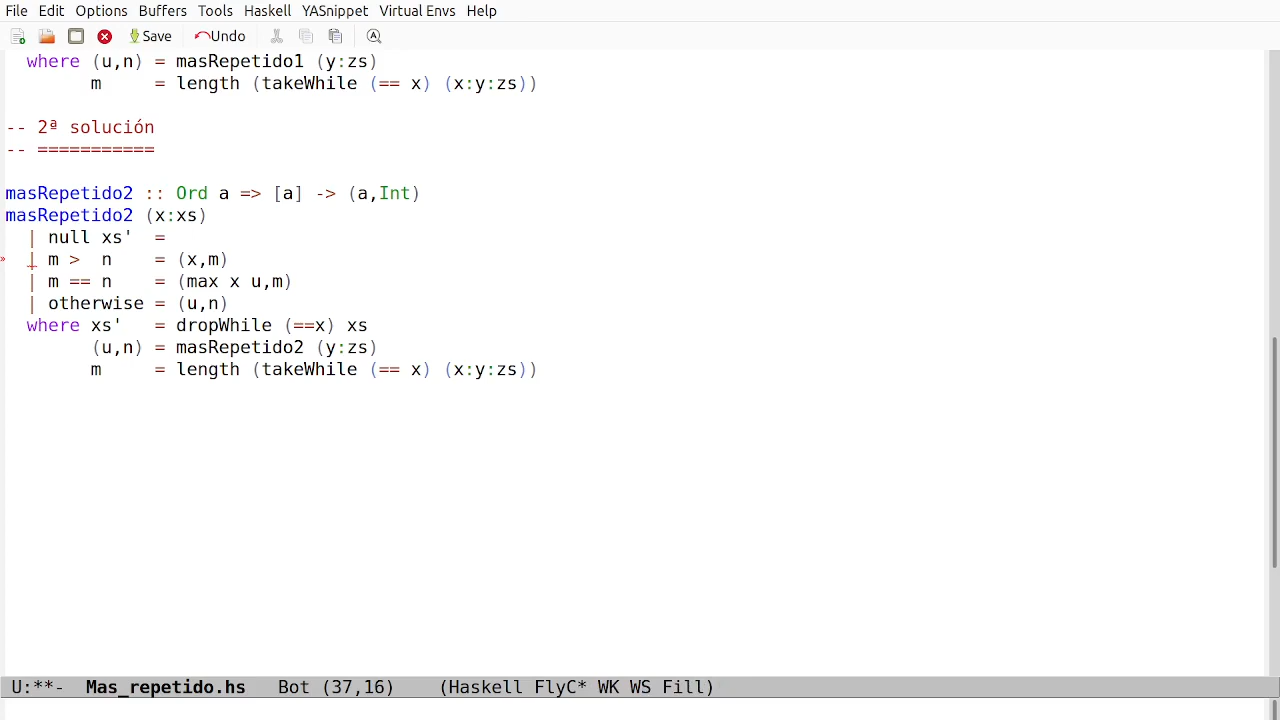 File Edit Options Buffers Tools Haskell YASnippet Virtual Envs Help
Save Undo
  where (u,n) = masRepetido1 (y:zs)
        m     = length (takeWhile (== x) (x:y:zs))

-- 2ª solución
-- ===========

masRepetido2 :: Ord a => [a] -> (a,Int)
masRepetido2 (x:xs)
  | null xs'  =
» | m >  n    = (x,m)
  | m == n    = (max x u,m)
  | otherwise = (u,n)
  where xs'   = dropWhile (==x) xs
        (u,n) = masRepetido2 (y:zs)
        m     = length (takeWhile (== x) (x:y:zs))
U:**-  Mas_repetido.hs   Bot (37,16)    (Haskell FlyC* WK WS Fill)